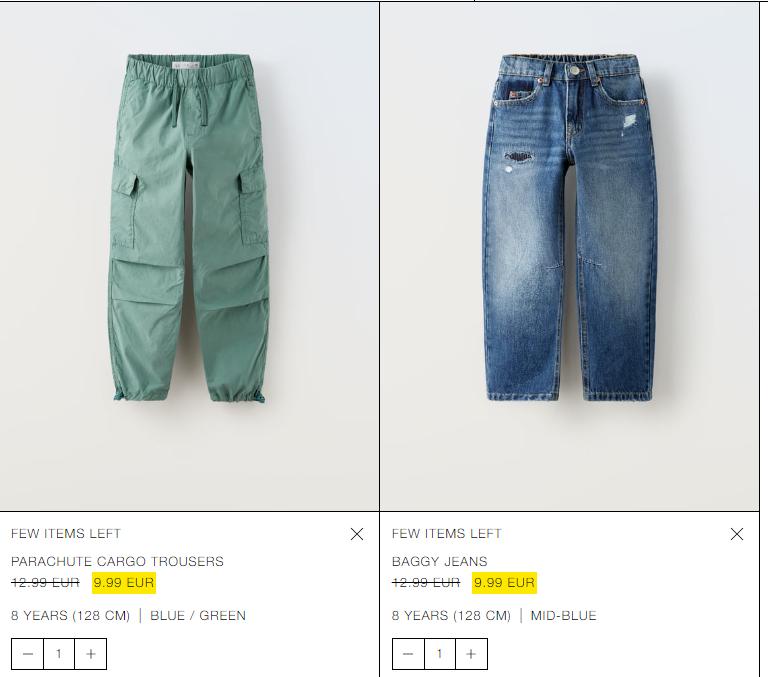 FEW ITEMS LEFT
PARACHUTE CARGO TROUSERS
12.99 EUR 9.99 EUR
8 YEARS (128 CM) | BLUE / GREEN
1
FEW ITEMS LEFT
BAGGY JEANS
12.99 EUR 9.99 EUR
8 YEARS (128 CM) | MID-BLUE
1